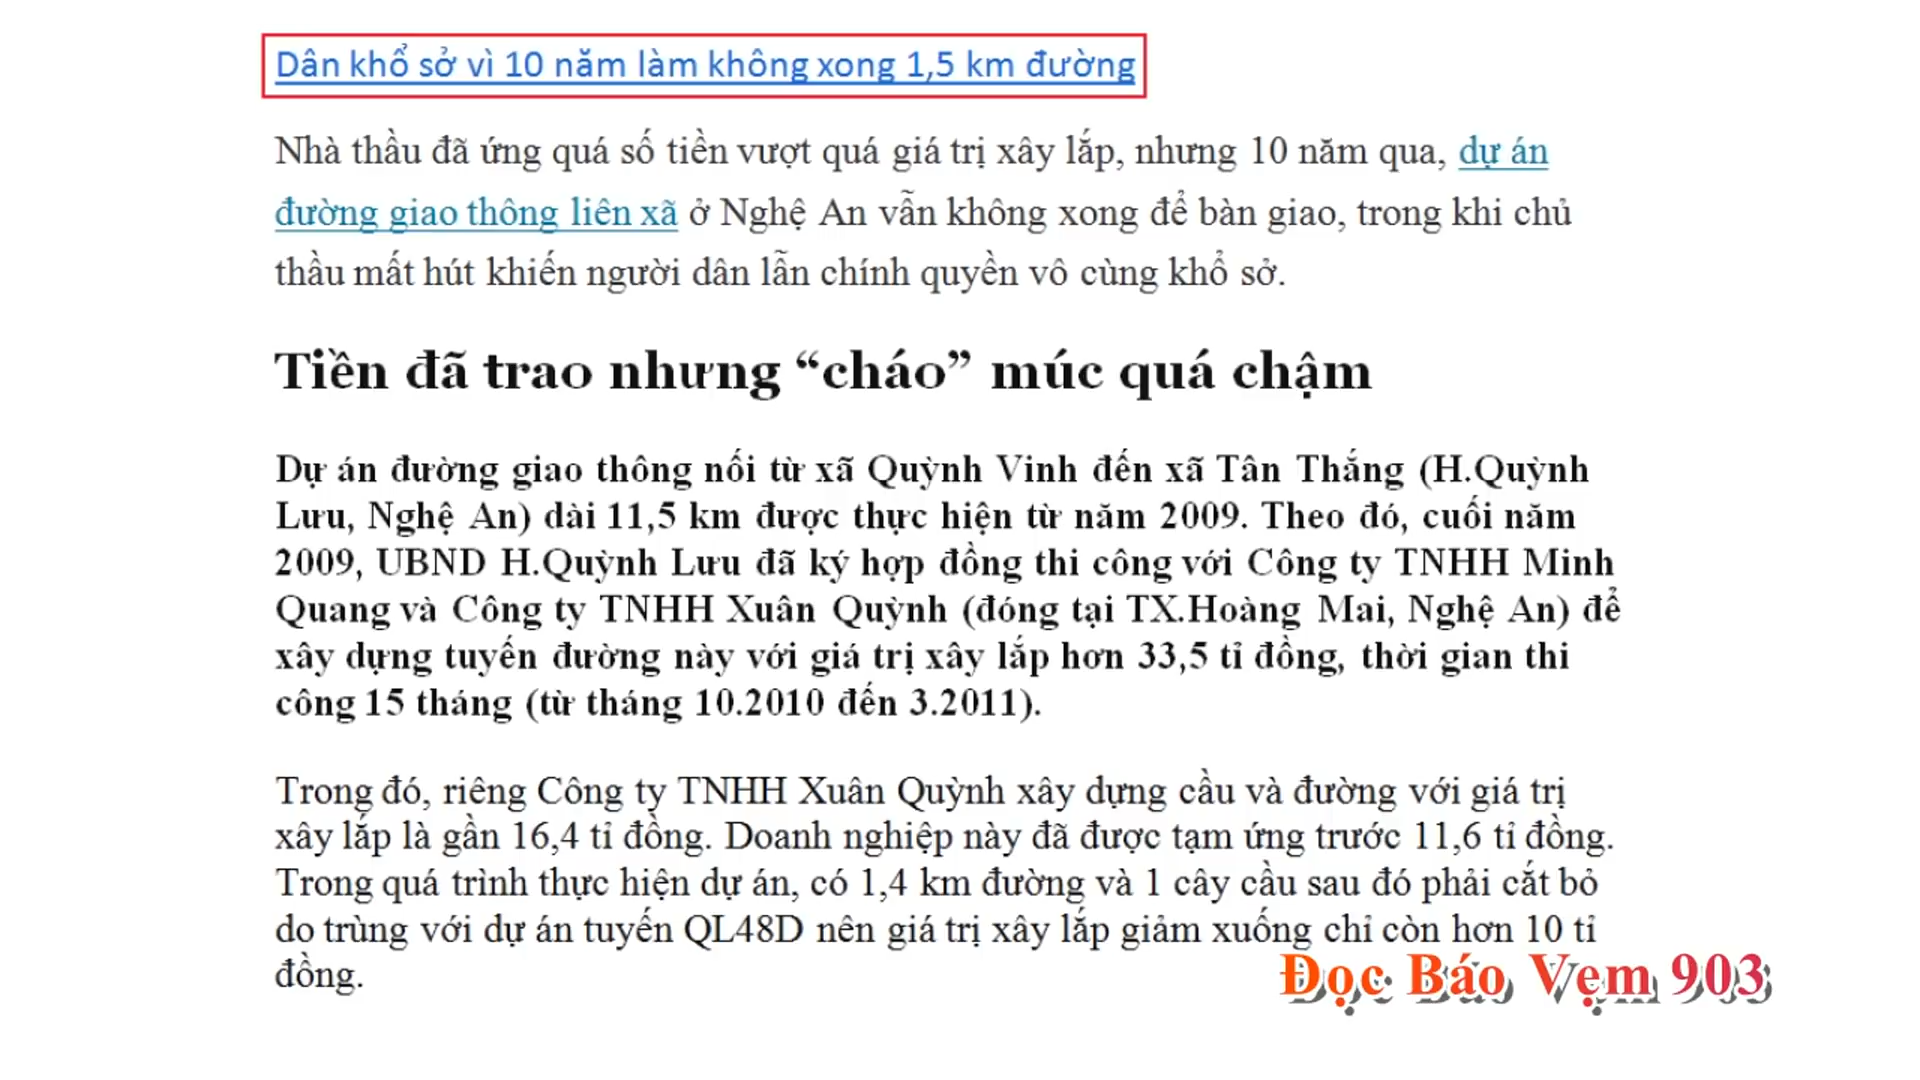 Dân khổ sở vì 10 năm làm không xong 1,5 km đường
Nhà thầu đã ứng quá số tiền vượt quá giá trị xây lắp, nhưng 10 năm qua, dự án
đường giao thông liên xã ở Nghệ An vẫn không xong để bàn giao, trong khi chủ
thầu mất hút khiến người dân lẫn chính quyền vô cùng khổ sở.
Tiền đã trao nhưng “cháo” múc quá chậm
Dự án đường giao thông nối từ xã Quỳnh Vinh đến xã Tân Thắng (H.Quỳnh
Lưu, Nghệ An) dài 11,5 km được thực hiện từ năm 2009. Theo đó, cuối năm
2009, UBND H.Quỳnh Lưu đã ký hợp đồng thi công với Công ty TNHH Minh
Quang và Công ty TNHH Xuân Quỳnh (đóng tại TX.Hoàng Mai, Nghệ An) để
xây dựng tuyến đường này với giá trị xây lắp hơn 33,5 tỉ đồng, thời gian thi
công 15 tháng (từ tháng 10.2010 đến 3.2011).
Trong đó, riêng Công ty TNHH Xuân Quỳnh xây dựng cầu và đường với giá trị
xây lắp là gần 16,4 tỉ đồng. Doanh nghiệp này đã được tạm ứng trước 11,6 tỉ đồng.
Trong quá trình thực hiện dự án, có 1,4 km đường và 1 cây cầu sau đó phải cắt bỏ
do trùng với dự án tuyến QL48D nên giá trị xây lắp giảm xuống chỉ còn hơn 10 tỉ
đồng.
Đọc Báo Vẹm 903